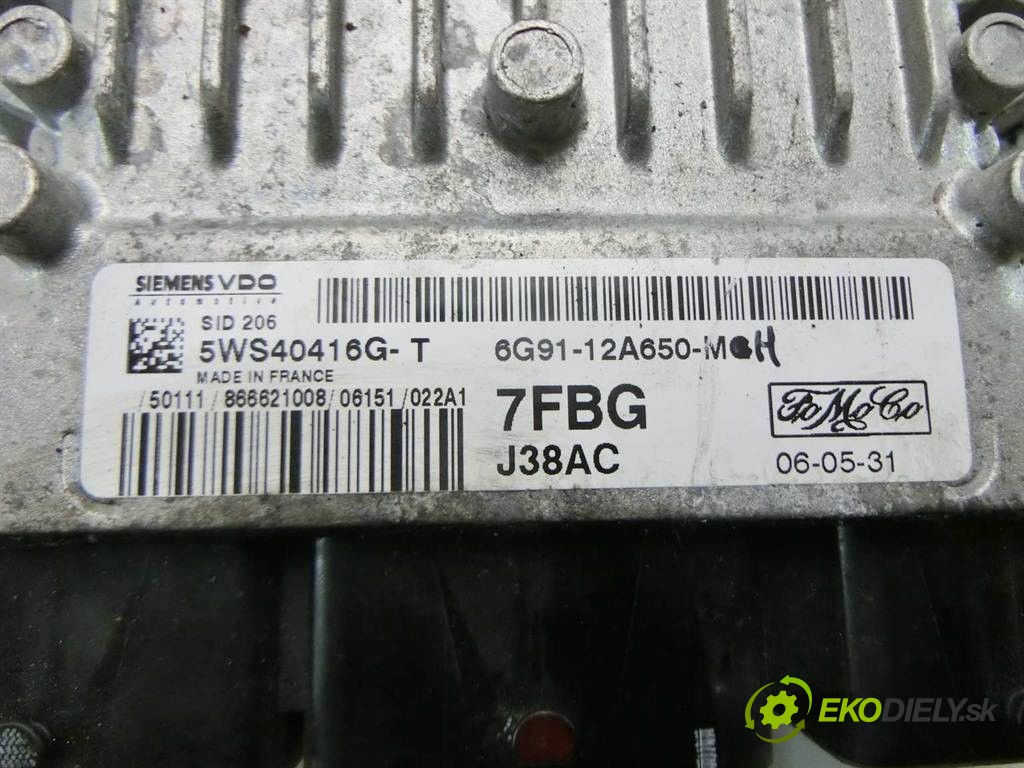 SIEMENS VDO
Automotive
SID 206
5WS40416G-T
6G91-12A650-M H
MADE IN FRANCE
/50111/866621008/06151/022A1
7FBG
FoMoCo
J38AC
06-05-31
EKODIELY.sk